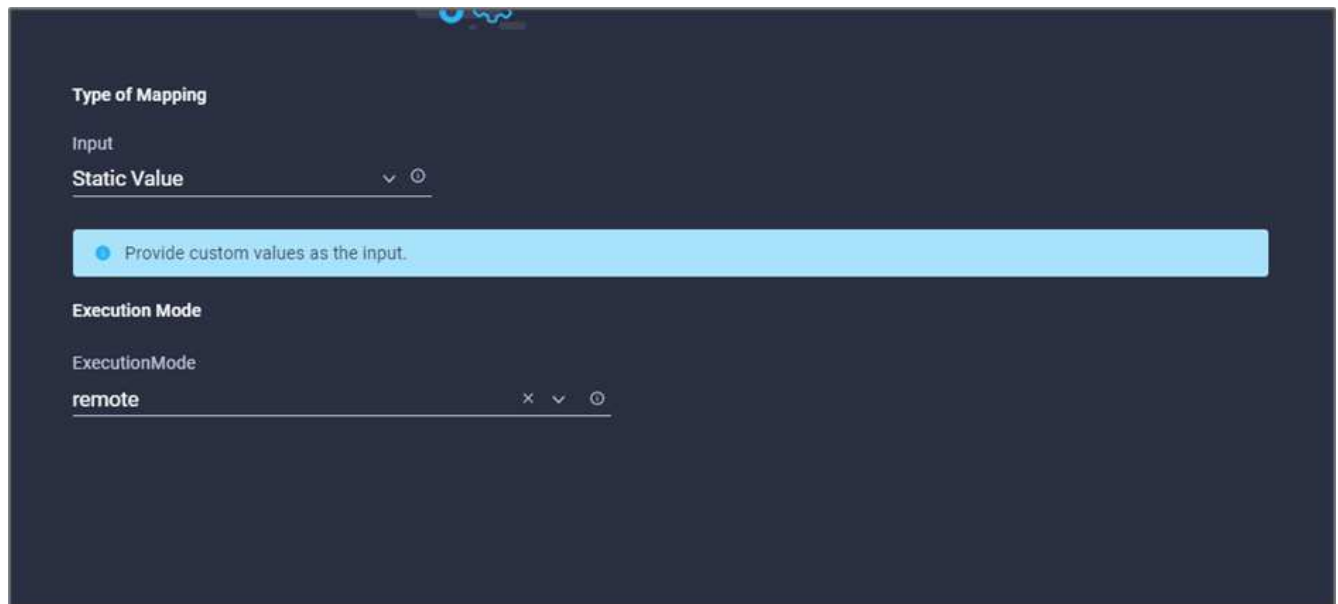 Type of Mapping
Input
Static Value
Provide custom values as the input.
Execution Mode
ExecutionMode
remote